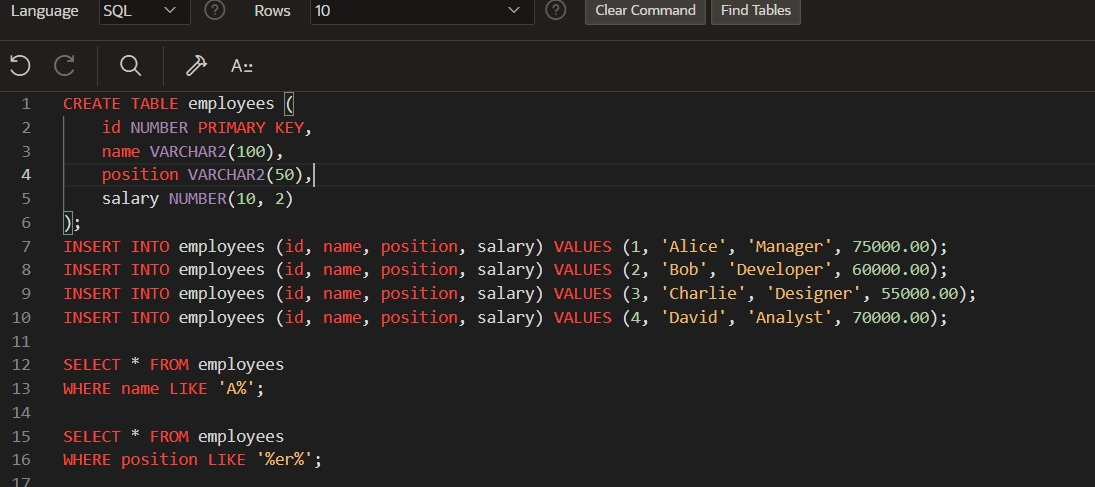 Language SQL Rows 10 Clear Command Find Tables
A::
1 CREATE TABLE employees (
2     id NUMBER PRIMARY KEY,
3     name VARCHAR2(100),
4     position VARCHAR2(50),
5     salary NUMBER(10, 2)
6 );
7 INSERT INTO employees (id, name, position, salary) VALUES (1, 'Alice', 'Manager', 75000.00);
8 INSERT INTO employees (id, name, position, salary) VALUES (2, 'Bob', 'Developer', 60000.00);
9 INSERT INTO employees (id, name, position, salary) VALUES (3, 'Charlie', 'Designer', 55000.00);
10 INSERT INTO employees (id, name, position, salary) VALUES (4, 'David', 'Analyst', 70000.00);
11
12 SELECT * FROM employees
13 WHERE name LIKE 'A%';
14
15 SELECT * FROM employees
16 WHERE position LIKE '%er%';
17